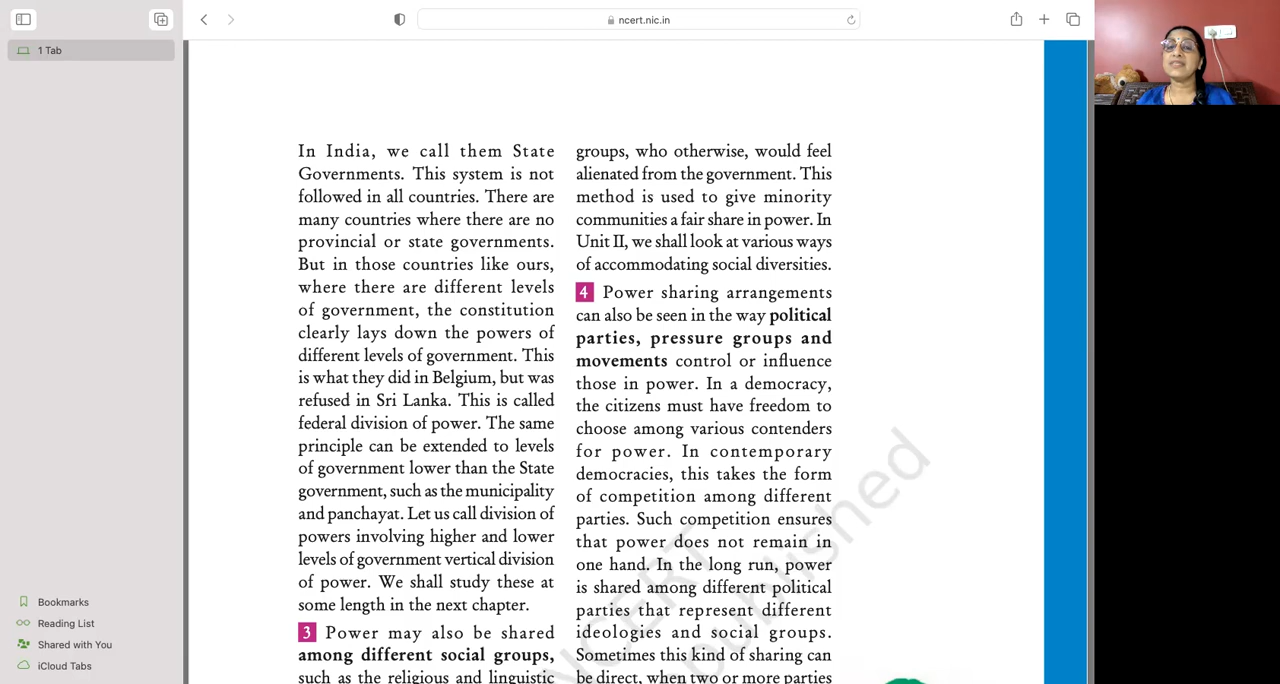 1 Tab
ncert.nic.in
In India, we call them State
Governments. This system is not
followed in all countries. There are
many countries where there are no
provincial or state governments.
But in those countries like ours,
where there are different levels
of government, the constitution
clearly lays down the powers of
different levels of government. This
is what they did in Belgium, but was
refused in Sri Lanka. This is called
federal division of power. The same
principle can be extended to levels
of government lower than the State
government, such as the municipality
and panchayat. Let us call division of
powers involving higher and lower
levels of government vertical division
of power. We shall study these at
some length in the next chapter.
3 Power may also be shared
among different social groups,
such as the religious and linguistic
groups, who otherwise, would feel
alienated from the government. This
method is used to give minority
communities a fair share in power. In
Unit II, we shall look at various ways
of accommodating social diversities.
4 Power sharing arrangements
can also be seen in the way political
parties, pressure groups and
movements control or influence
those in power. In a democracy,
the citizens must have freedom to
choose among various contenders
for power. In contemporary
democracies, this takes the form
of competition among different
parties. Such competition ensures
that power does not remain in
one hand. In the long run, power
is shared among different political
parties that represent different
ideologies and social groups.
Sometimes this kind of sharing can
be direct, when two or more parties
NCERT
published
Bookmarks
Reading List
Shared with You
iCloud Tabs